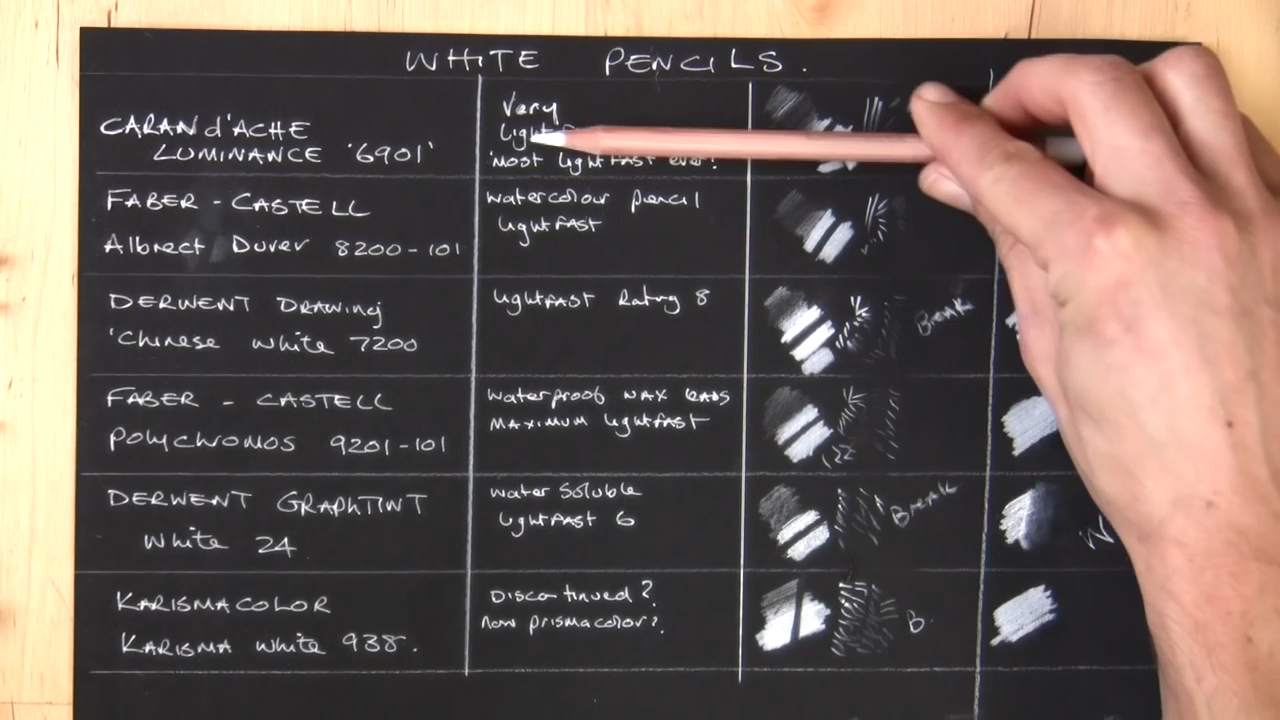 WHITE PENCILS.
CARAN d'ACHE
LUMINANCE '6901'
Very
Light
'most lightfast ever!
FABER - CASTELL
Albrect Durer 8200-101
watercolour pencil
lightfast
DERWENT DRAWING
'Chinese white 7200
lightfast Rating 8
Break
FABER - CASTELL
POLYCHROMOS 9201-101
waterproof wax leads
MAXIMUM lightfast
DERWENT GRAPHTINT
white 24
water soluble
lightfast 6
Break
W
KARISMACOLOR
KARISMA white 938.
Discontinued?
now prismacolor?
B.